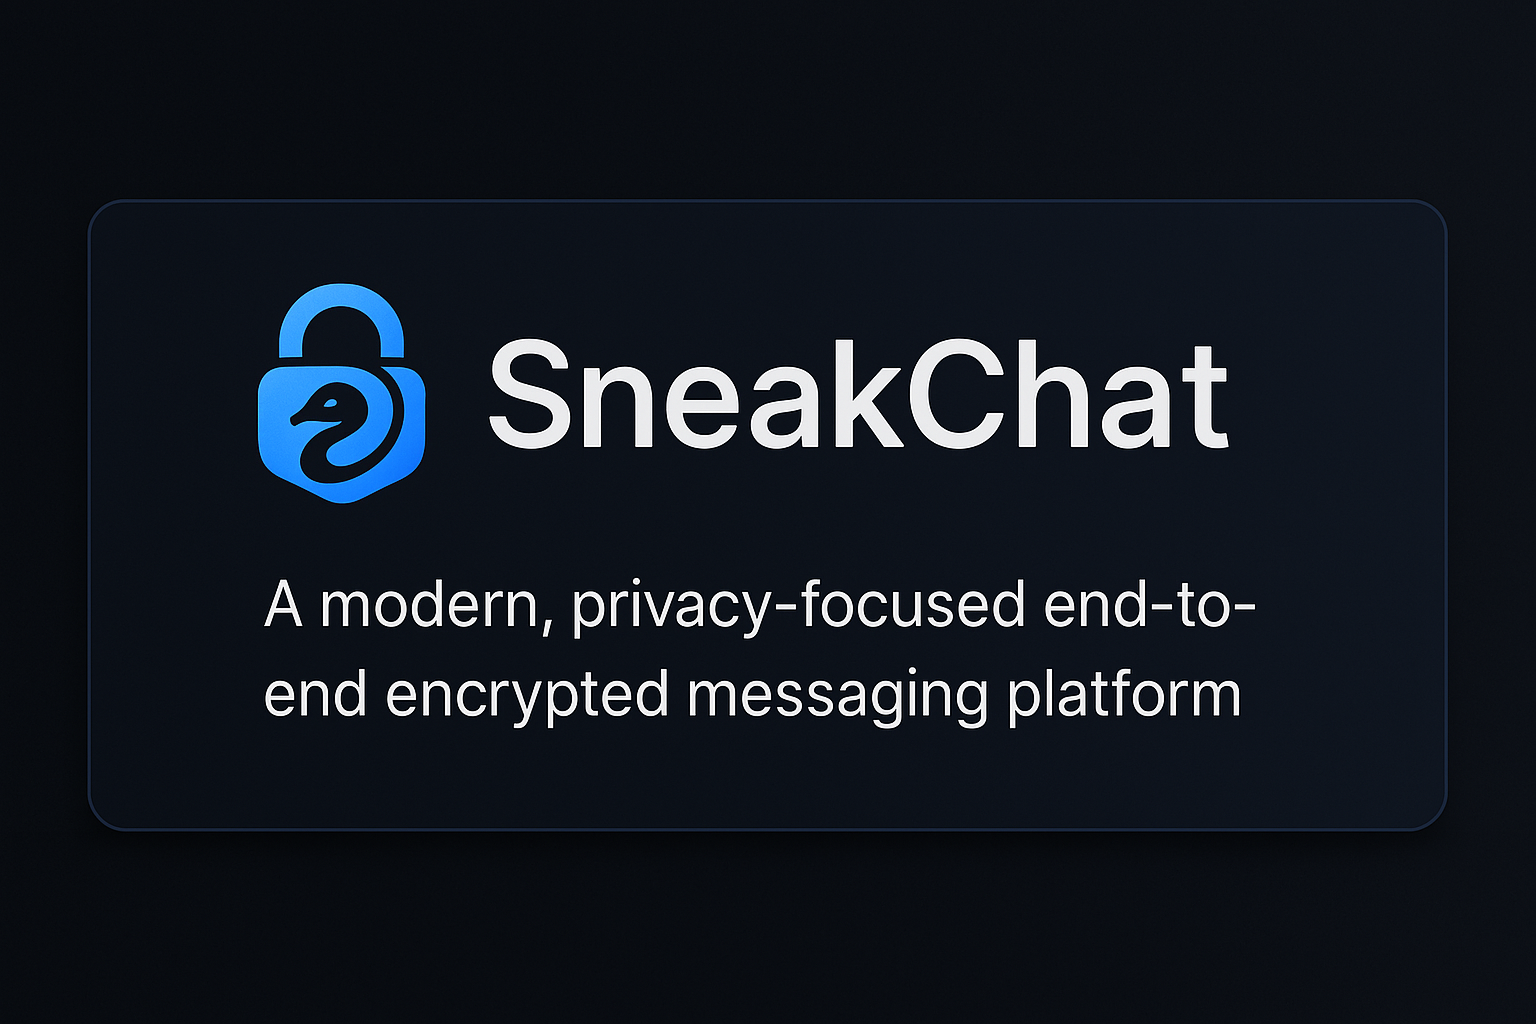 SneakChat
A modern, privacy-focused end-to-
end encrypted messaging platform